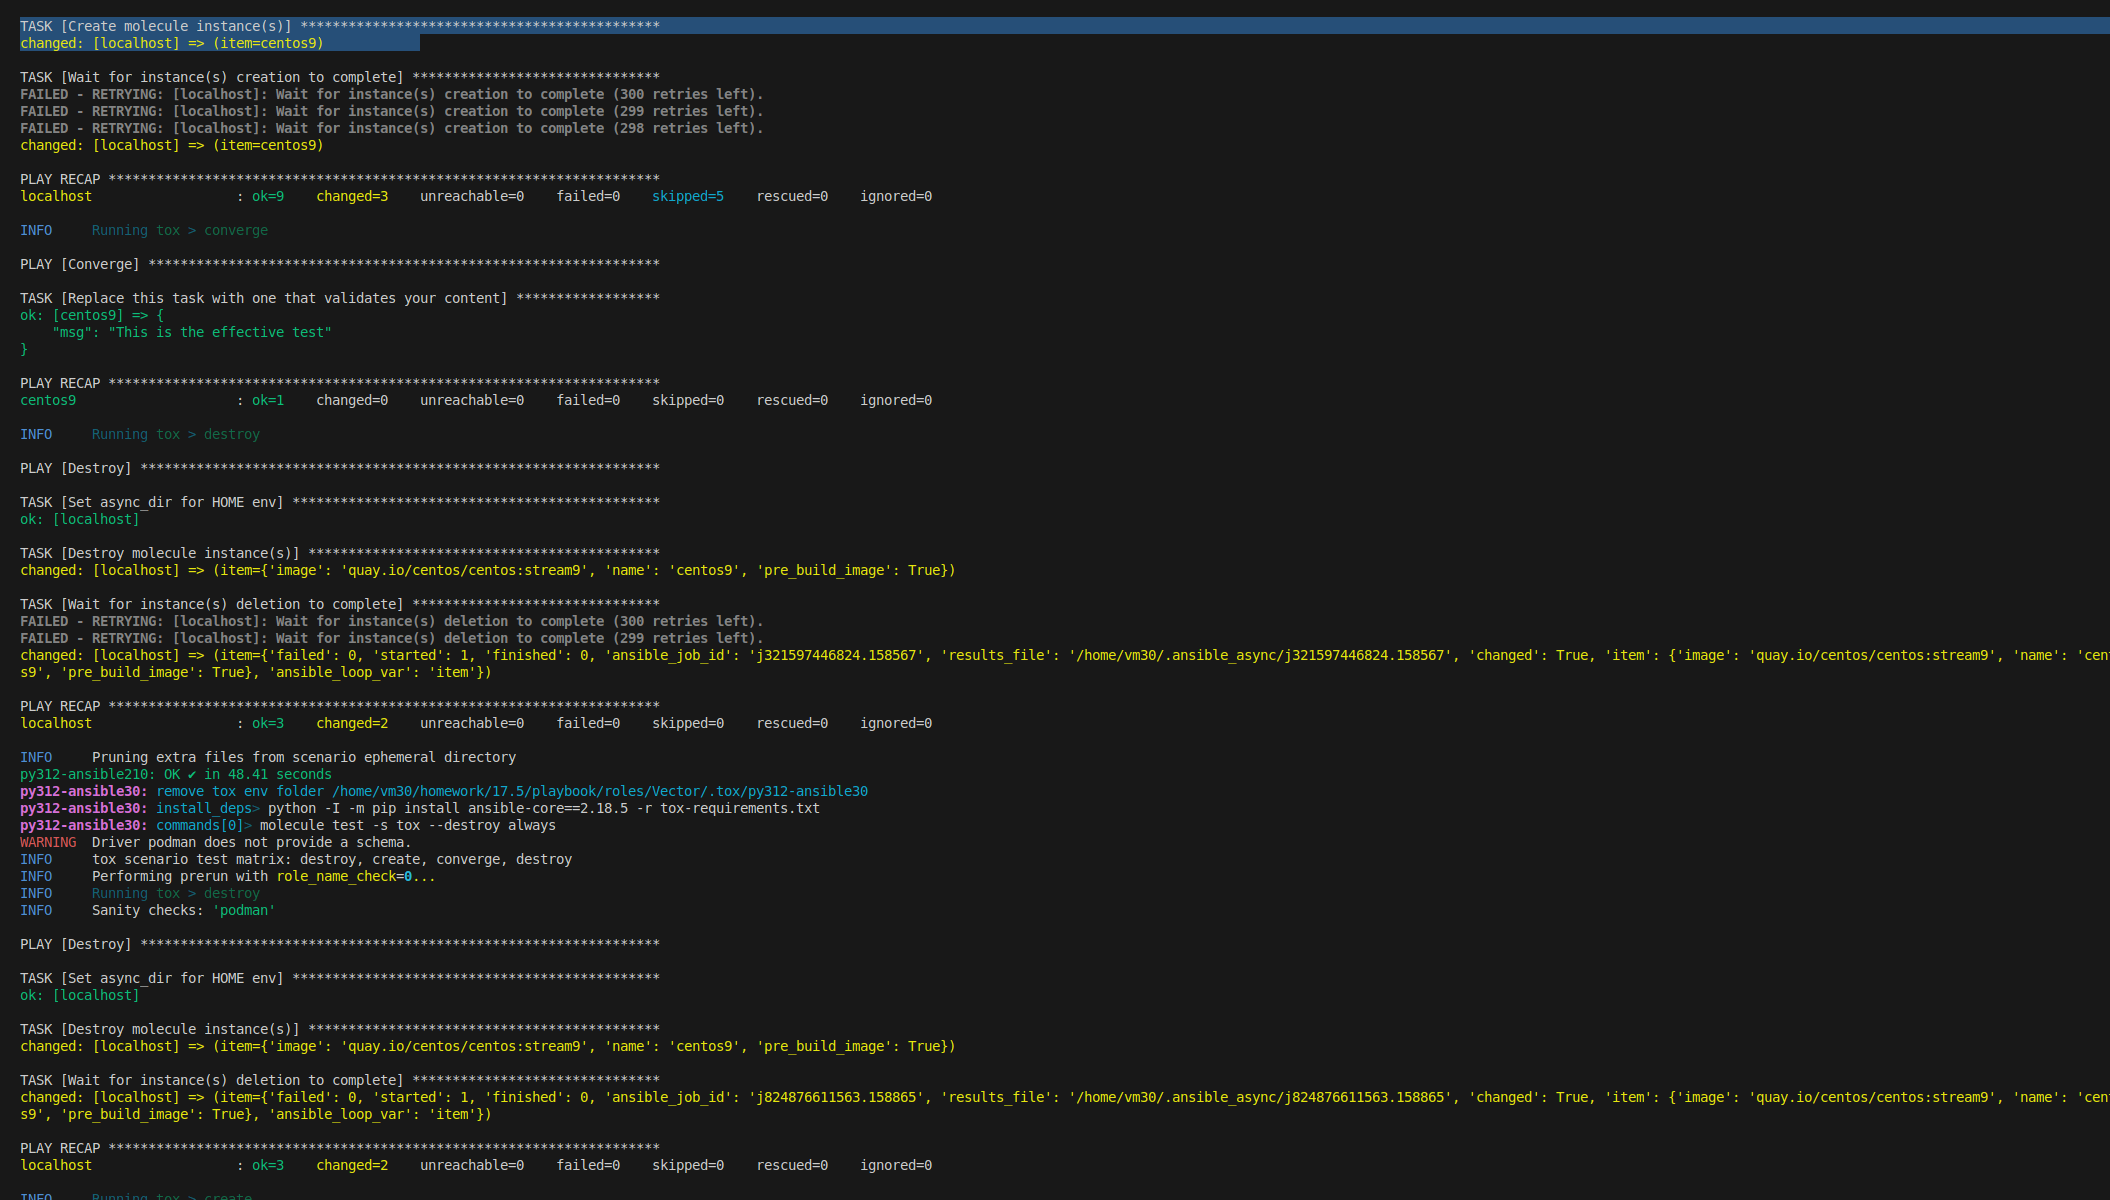 TASK [Create molecule instance(s)] *********************************************
changed: [localhost] => (item=centos9)
TASK [Wait for instance(s) creation to complete] *******************************
FAILED - RETRYING: [localhost]: Wait for instance(s) creation to complete (300 retries left).
FAILED - RETRYING: [localhost]: Wait for instance(s) creation to complete (299 retries left).
FAILED - RETRYING: [localhost]: Wait for instance(s) creation to complete (298 retries left).
changed: [localhost] => (item=centos9)
PLAY RECAP *********************************************************************
localhost                  : ok=9    changed=3    unreachable=0    failed=0    skipped=5    rescued=0    ignored=0
INFO     Running tox > converge
PLAY [Converge] ****************************************************************
TASK [Replace this task with one that validates your content] ******************
ok: [centos9] => {
    "msg": "This is the effective test"
}
PLAY RECAP *********************************************************************
centos9                    : ok=1    changed=0    unreachable=0    failed=0    skipped=0    rescued=0    ignored=0
INFO     Running tox > destroy
PLAY [Destroy] *****************************************************************
TASK [Set async_dir for HOME env] **********************************************
ok: [localhost]
TASK [Destroy molecule instance(s)] ********************************************
changed: [localhost] => (item={'image': 'quay.io/centos/centos:stream9', 'name': 'centos9', 'pre_build_image': True})
TASK [Wait for instance(s) deletion to complete] *******************************
FAILED - RETRYING: [localhost]: Wait for instance(s) deletion to complete (300 retries left).
FAILED - RETRYING: [localhost]: Wait for instance(s) deletion to complete (299 retries left).
changed: [localhost] => (item={'failed': 0, 'started': 1, 'finished': 0, 'ansible_job_id': 'j321597446824.158567', 'results_file': '/home/vm30/.ansible_async/j321597446824.158567', 'changed': True, 'item': {'image': 'quay.io/centos/centos:stream9', 'name': 'cen
s9', 'pre_build_image': True}, 'ansible_loop_var': 'item'})
PLAY RECAP *********************************************************************
localhost                  : ok=3    changed=2    unreachable=0    failed=0    skipped=0    rescued=0    ignored=0
INFO     Pruning extra files from scenario ephemeral directory
py312-ansible210: OK ✔ in 48.41 seconds
py312-ansible30: remove tox env folder /home/vm30/homework/17.5/playbook/roles/Vector/.tox/py312-ansible30
py312-ansible30: install_deps> python -I -m pip install ansible-core==2.18.5 -r tox-requirements.txt
py312-ansible30: commands[0]> molecule test -s tox --destroy always
WARNING  Driver podman does not provide a schema.
INFO     tox scenario test matrix: destroy, create, converge, destroy
INFO     Performing prerun with role_name_check=0...
INFO     Running tox > destroy
INFO     Sanity checks: 'podman'
PLAY [Destroy] *****************************************************************
TASK [Set async_dir for HOME env] **********************************************
ok: [localhost]
TASK [Destroy molecule instance(s)] ********************************************
changed: [localhost] => (item={'image': 'quay.io/centos/centos:stream9', 'name': 'centos9', 'pre_build_image': True})
TASK [Wait for instance(s) deletion to complete] *******************************
changed: [localhost] => (item={'failed': 0, 'started': 1, 'finished': 0, 'ansible_job_id': 'j824876611563.158865', 'results_file': '/home/vm30/.ansible_async/j824876611563.158865', 'changed': True, 'item': {'image': 'quay.io/centos/centos:stream9', 'name': 'cen
s9', 'pre_build_image': True}, 'ansible_loop_var': 'item'})
PLAY RECAP *********************************************************************
localhost                  : ok=3    changed=2    unreachable=0    failed=0    skipped=0    rescued=0    ignored=0
INFO     Running tox > create